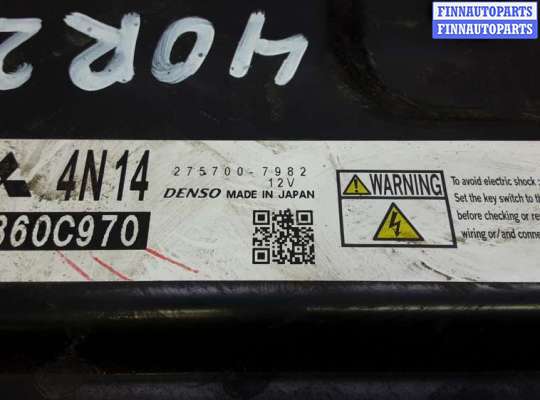 FINNAUTOPARTS
FINNAUTOPARTS
40R2
4N14
275700-7982
12V
DENSO MADE IN JAPAN
360C970
WARNING
To avoid electric shock :
Set the key switch to th
before checking or re
wiring or/and conne